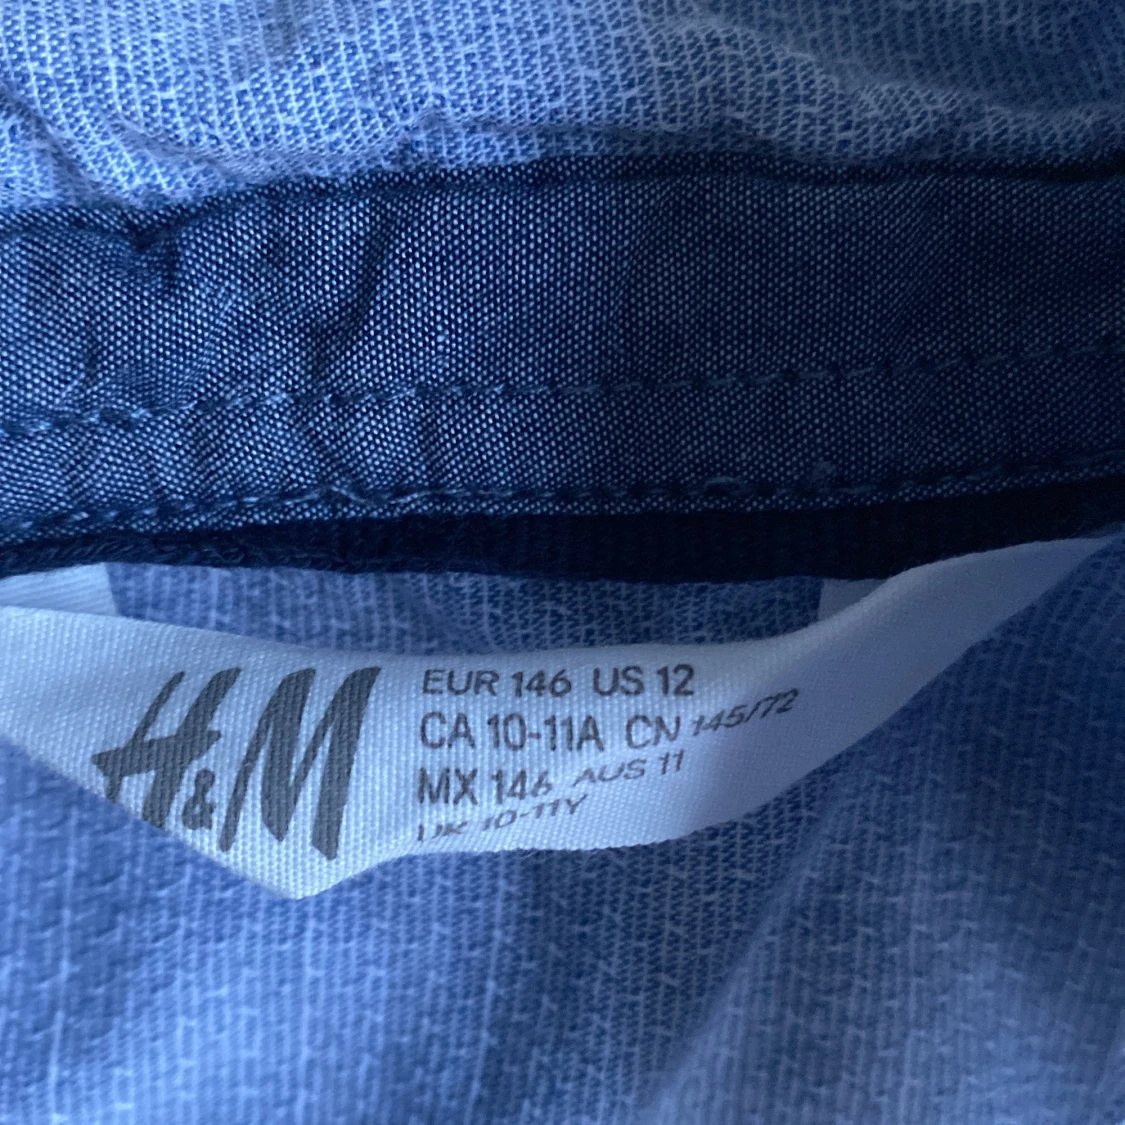 H&M
EUR 146 US 12
CA 10-11A CN 145/72
MX 146 AUS 11
UK 10-11Y